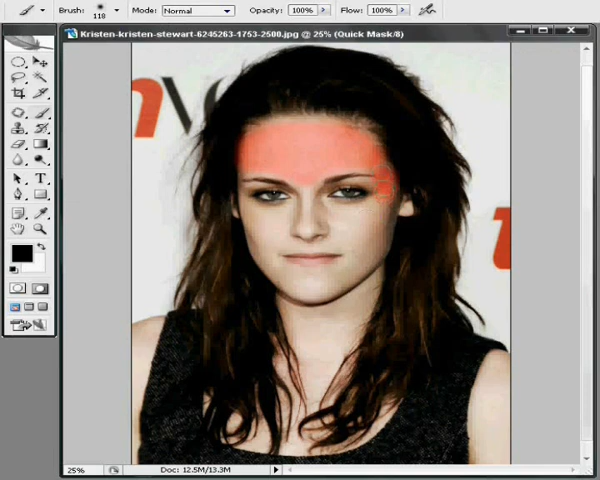 Brush: 118 Mode: Normal Opacity: 100% Flow: 100%
Kristen-kristen-stewart-6245263-1753-2500.jpg @ 25% (Quick Mask/8)
T
25% Doc: 12.5M/13.3M